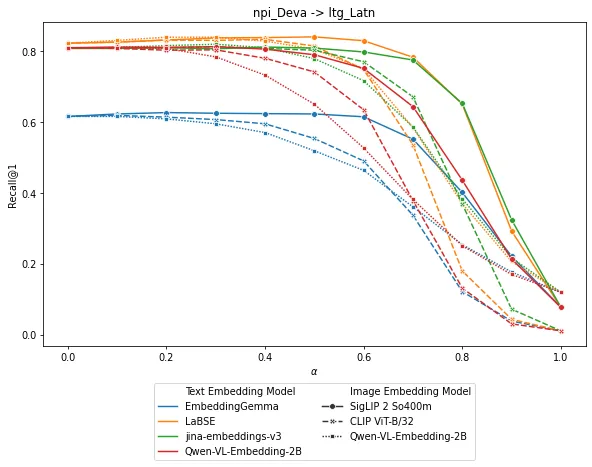 npi_Deva -> ltg_Latn
Recall@1
0.8
0.6
0.4
0.2
0.0
0.0 0.2 0.4 0.6 0.8 1.0
α
Text Embedding Model Image Embedding Model
EmbeddingGemma SigLIP 2 So400m
LaBSE CLIP ViT-B/32
jina-embeddings-v3 Qwen-VL-Embedding-2B
Qwen-VL-Embedding-2B